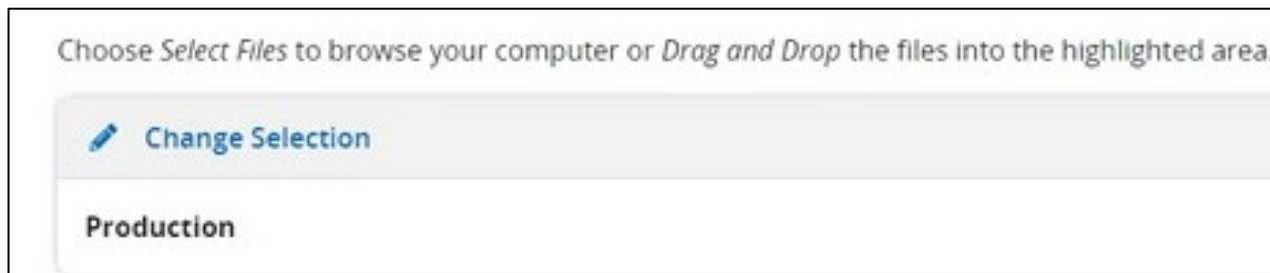 Choose Select Files to browse your computer or Drag and Drop the files into the highlighted area.
Change Selection
Production